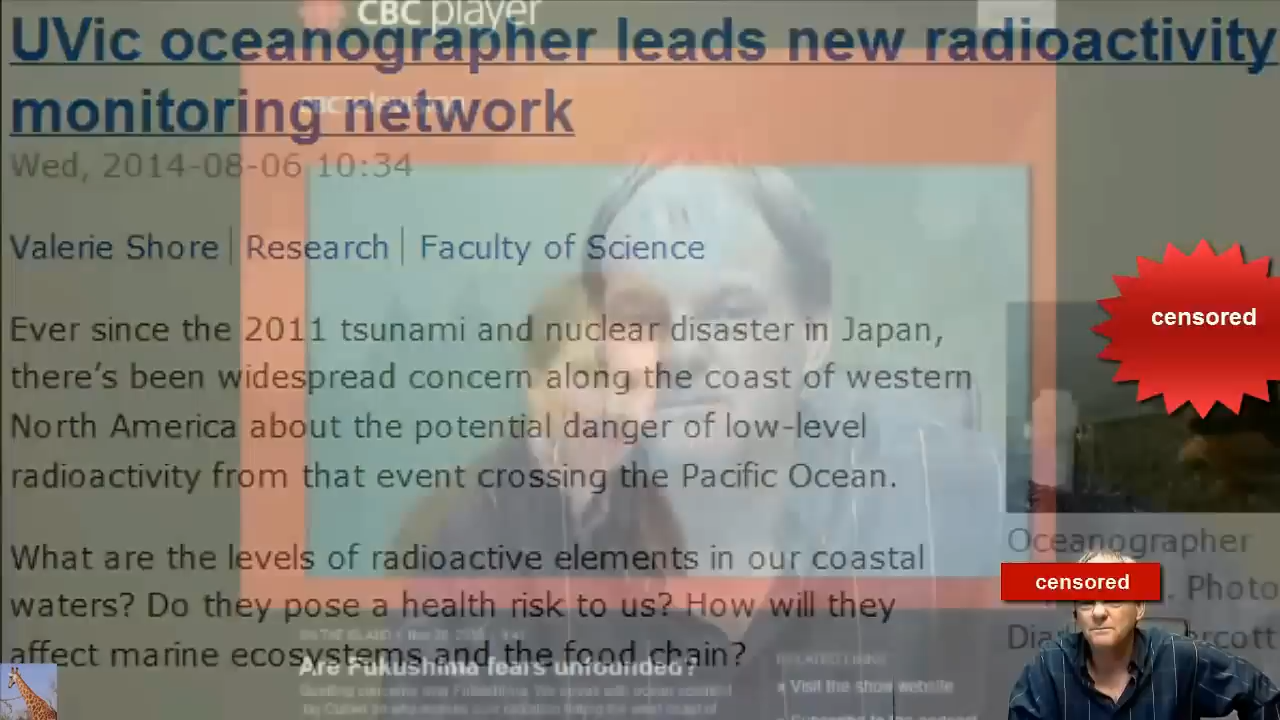 CBC player
UVic oceanographer leads new radioactivity
monitoring network
Wed, 2014-08-06 10:34
Valerie Shore | Research | Faculty of Science
Ever since the 2011 tsunami and nuclear disaster in Japan,
there's been widespread concern along the coast of western
North America about the potential danger of low-level
radioactivity from that event crossing the Pacific Ocean.
What are the levels of radioactive elements in our coastal
waters? Do they pose a health risk to us? How will they
affect marine ecosystems and the food chain?
censored
Oceanographer
censored
Photo
Are Fukushima fears unfounded?
RELATED LINKS
Visit the show website